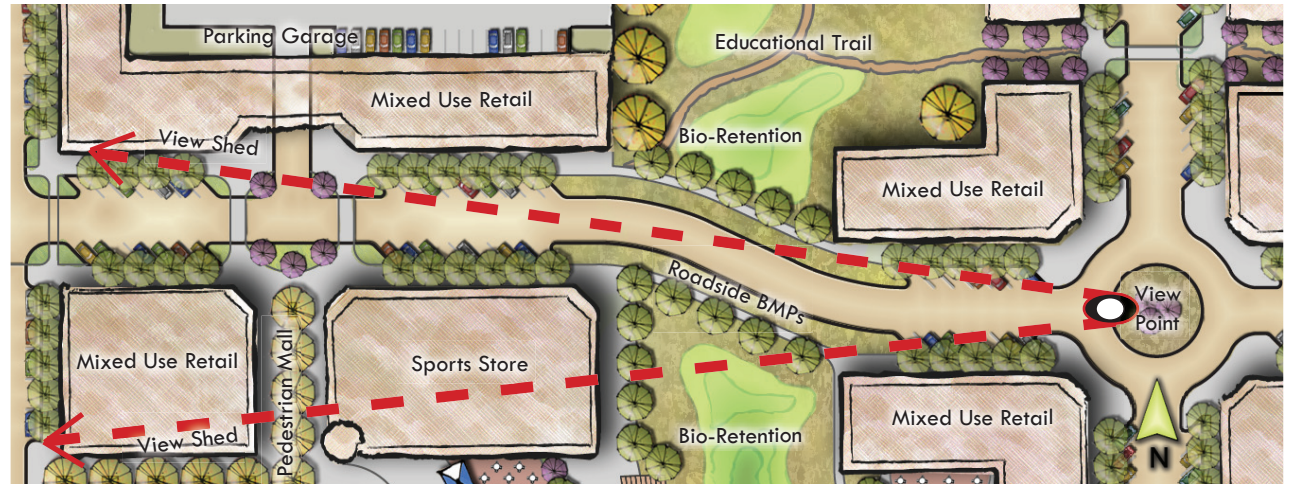 Parking Garage
Educational Trail
Mixed Use Retail
View Shed
Bio-Retention
Mixed Use Retail
Roadside BMPs
View
Point
Mixed Use Retail
Pedestrian Mall
Sports Store
Mixed Use Retail
View Shed
Bio-Retention
N